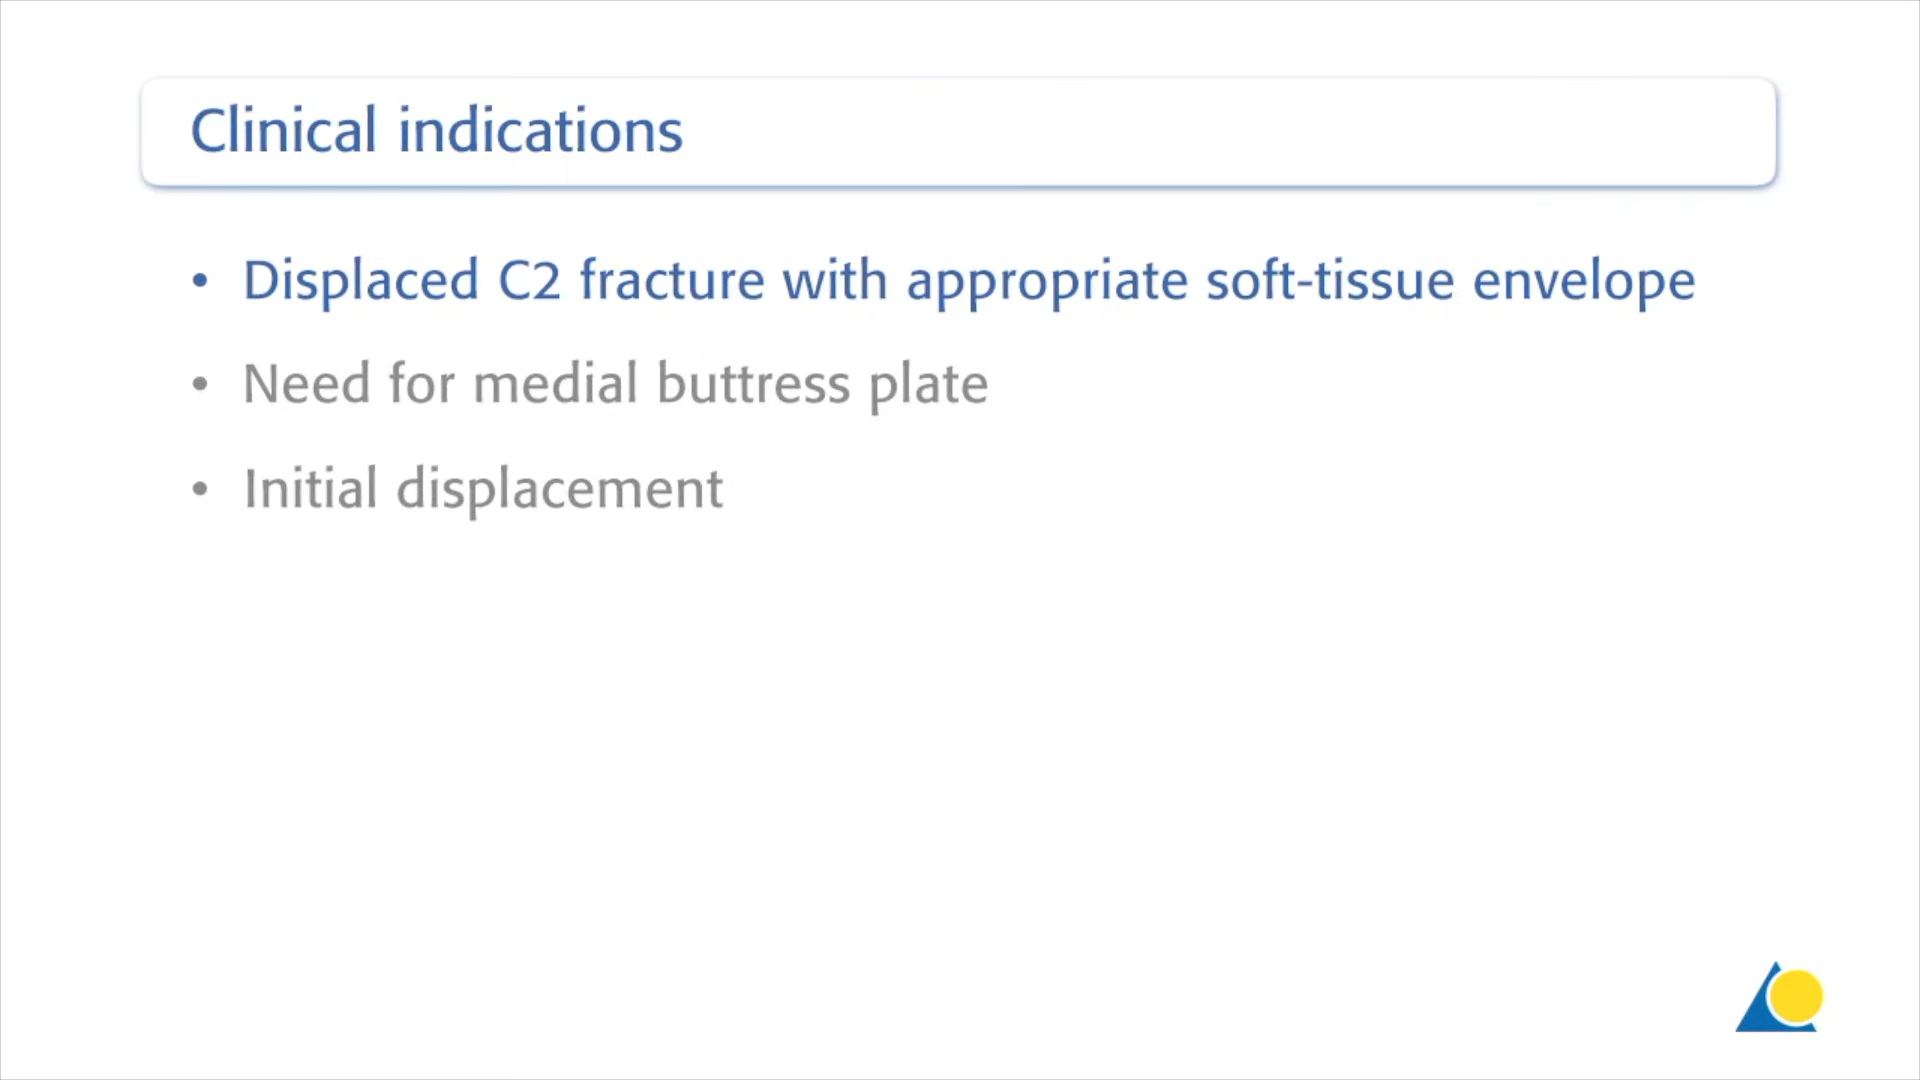 Clinical indications
• Displaced C2 fracture with appropriate soft-tissue envelope
• Need for medial buttress plate
• Initial displacement